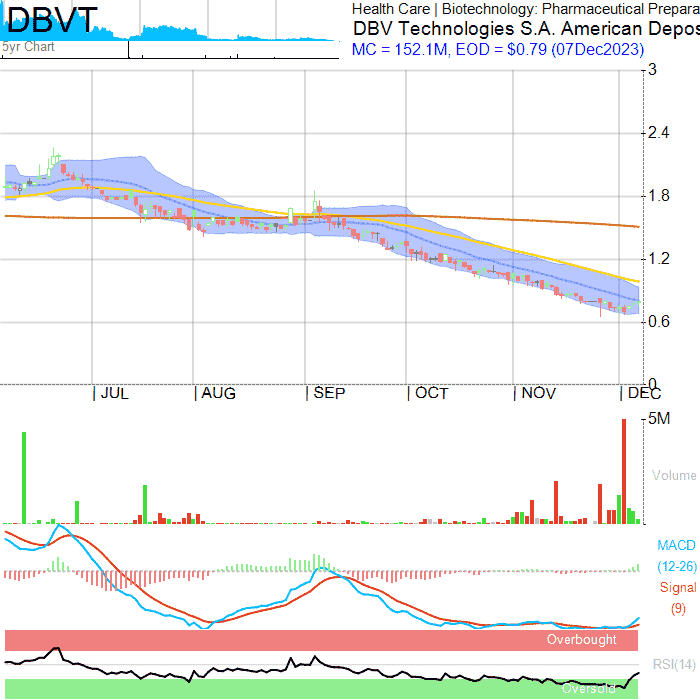 DBVT
5yr Chart
Health Care | Biotechnology: Pharmaceutical Prepara
DBV Technologies S.A. American Depos
MC = 152.1M, EOD = $0.79 (07Dec2023)
3
2.4
1.8
1.2
0.6
0
JUL AUG SEP OCT NOV DEC
5M
Volume
MACD
(12-26)
Signal
(9)
Overbought
RSI(14)
Oversold